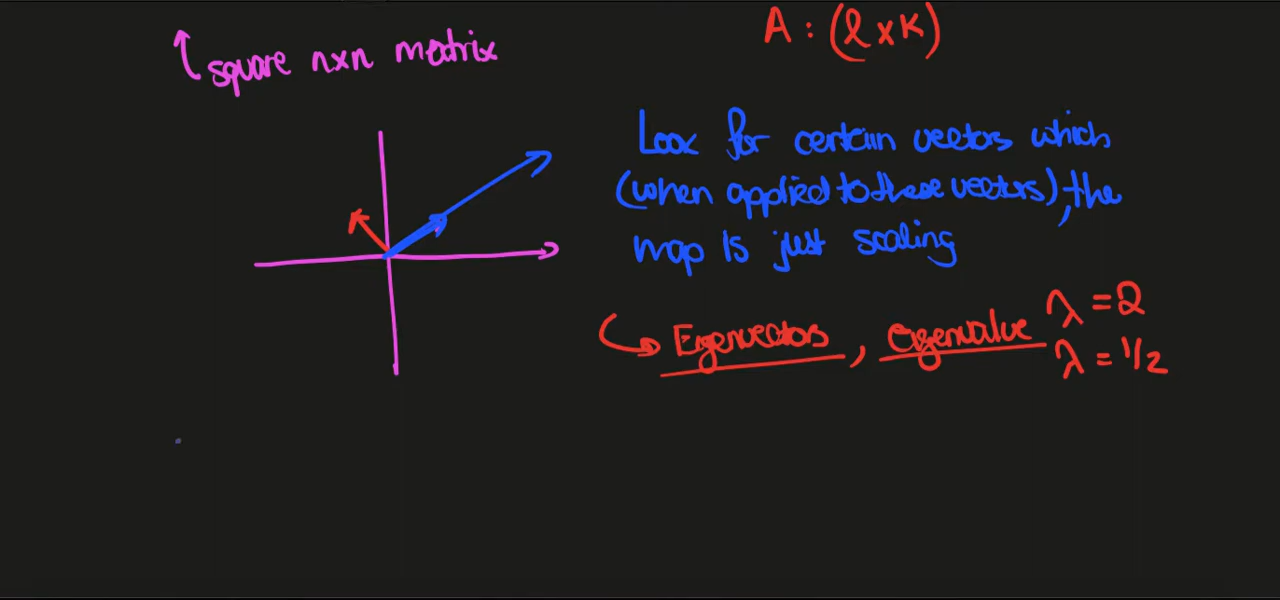 square nxn matrix
A : (l x K)
Look for certain vectors which
(when applied to these vectors), the
map is just scaling
Eigenvectors, eigenvalue λ = 2
λ = 1/2